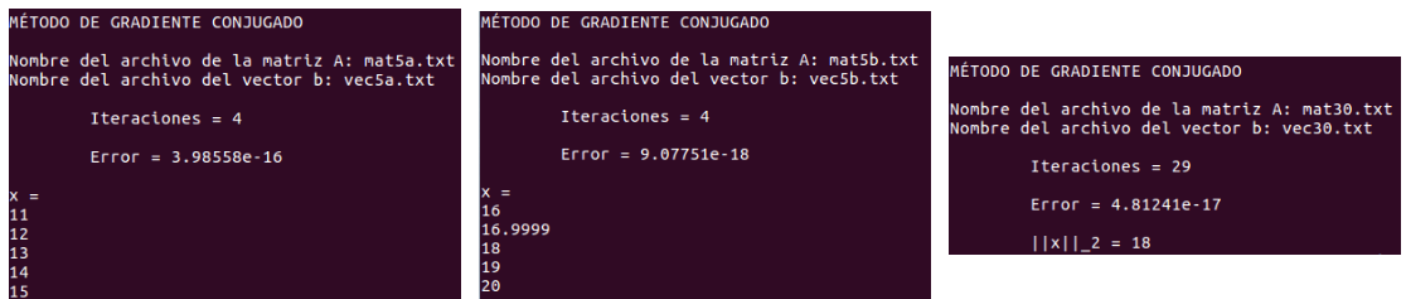 MÉTODO DE GRADIENTE CONJUGADO
Nombre del archivo de la matriz A: mat5a.txt
Nombre del archivo del vector b: vec5a.txt
Iteraciones = 4
Error = 3.98558e-16
x =
11
12
13
14
15
MÉTODO DE GRADIENTE CONJUGADO
Nombre del archivo de la matriz A: mat5b.txt
Nombre del archivo del vector b: vec5b.txt
Iteraciones = 4
Error = 9.07751e-18
x =
16
16.9999
18
19
20
MÉTODO DE GRADIENTE CONJUGADO
Nombre del archivo de la matriz A: mat30.txt
Nombre del archivo del vector b: vec30.txt
Iteraciones = 29
Error = 4.81241e-17
||x||_2 = 18